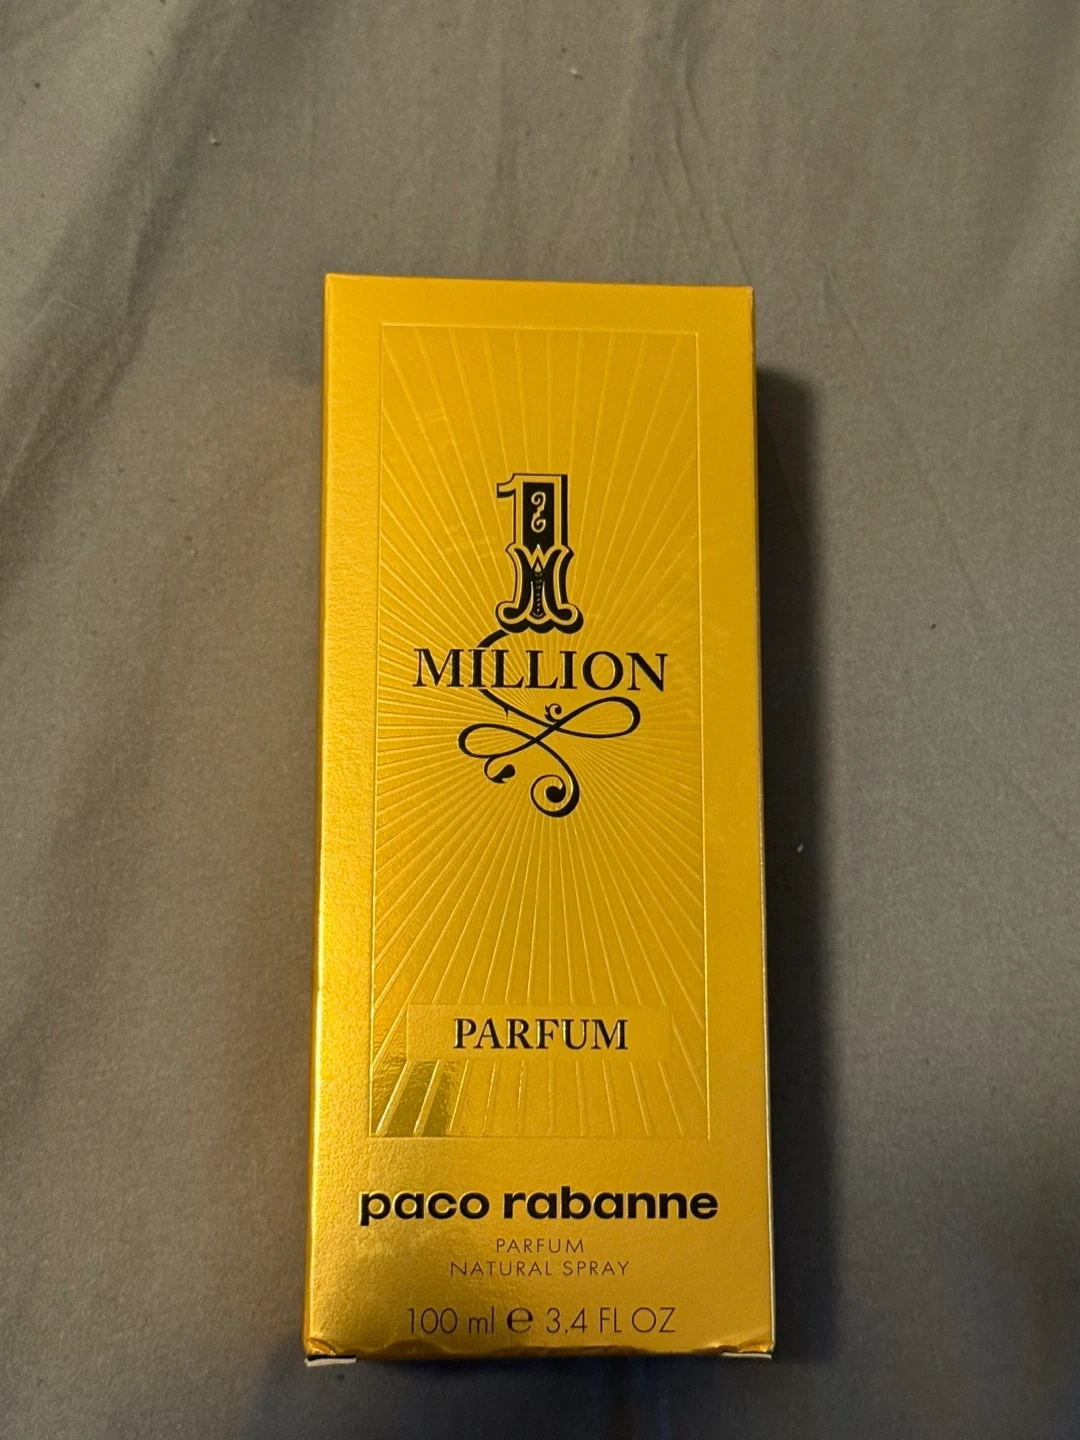 1
MILLION
PARFUM
paco rabanne
PARFUM
NATURAL SPRAY
100 ml ℮ 3.4 FL OZ